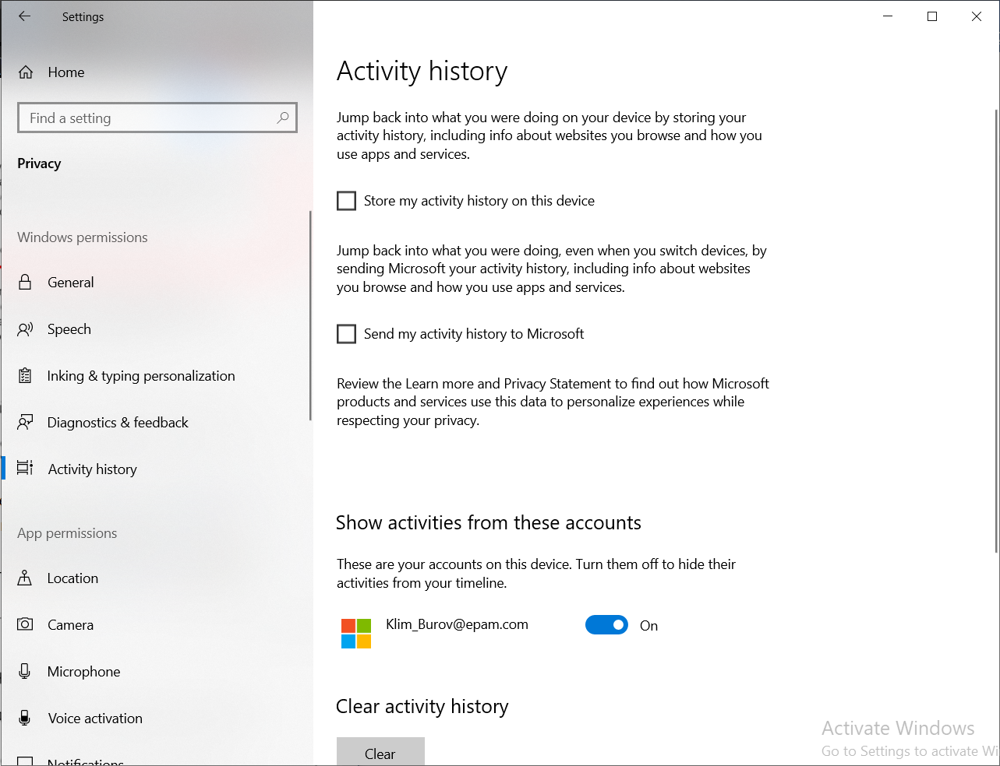 Settings
Home
Find a setting
Privacy
Windows permissions
General
Speech
Inking & typing personalization
Diagnostics & feedback
Activity history
App permissions
Location
Camera
Microphone
Voice activation
Notifications
Activity history
Jump back into what you were doing on your device by storing your
activity history, including info about websites you browse and how you
use apps and services.
Store my activity history on this device
Jump back into what you were doing, even when you switch devices, by
sending Microsoft your activity history, including info about websites
you browse and how you use apps and services.
Send my activity history to Microsoft
Review the Learn more and Privacy Statement to find out how Microsoft
products and services use this data to personalize experiences while
respecting your privacy.
Show activities from these accounts
These are your accounts on this device. Turn them off to hide their
activities from your timeline.
Klim_Burov@epam.com
On
Clear activity history
Clear
Activate Windows
Go to Settings to activate Wi